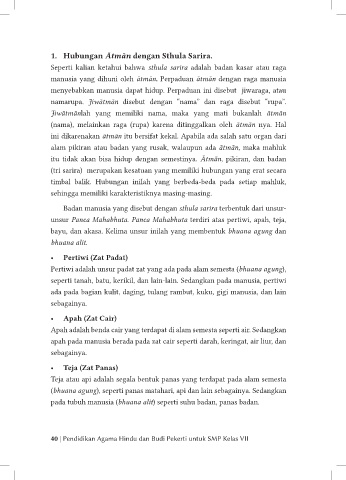 1. Hubungan Ātmān dengan Sthula Sarira.
Seperti kalian ketahui bahwa sthula sarira adalah badan kasar atau raga
manusia yang dihuni oleh ātmān. Perpaduan ātmān dengan raga manusia
menyebabkan manusia dapat hidup. Perpaduan ini disebut jiwaraga, atau
namarupa. Jiwātmān disebut dengan "nama" dan raga disebut "rupa".
Jiwātmānlah yang memiliki nama, maka yang mati bukanlah ātmān
(nama), melainkan raga (rupa) karena ditinggalkan oleh ātmān nya. Hal
ini dikarenakan ātmān itu bersifat kekal. Apabila ada salah satu organ dari
alam pikiran atau badan yang rusak, walaupun ada ātmān, maka mahluk
itu tidak akan bisa hidup dengan semestinya. Ātmān, pikiran, dan badan
(tri sarira) merupakan kesatuan yang memiliki hubungan yang erat secara
timbal balik. Hubungan inilah yang berbeda-beda pada setiap mahluk,
sehingga memiliki karakteristiknya masing-masing.
Badan manusia yang disebut dengan sthula sarira terbentuk dari unsur-
unsur Panca Mahabhuta. Panca Mahabhuta terdiri atas pertiwi, apah, teja,
bayu, dan akasa. Kelima unsur inilah yang membentuk bhuana agung dan
bhuana alit.
• Pertiwi (Zat Padat)
Pertiwi adalah unsur padat zat yang ada pada alam semesta (bhuana agung),
seperti tanah, batu, kerikil, dan lain-lain. Sedangkan pada manusia, pertiwi
ada pada bagian kulit, daging, tulang rambut, kuku, gigi manusia, dan lain
sebagainya.
• Apah (Zat Cair)
Apah adalah benda cair yang terdapat di alam semesta seperti air. Sedangkan
apah pada manusia berada pada zat cair seperti darah, keringat, air liur, dan
sebagainya.
• Teja (Zat Panas)
Teja atau api adalah segala bentuk panas yang terdapat pada alam semesta
(bhuana agung), seperti panas matahari, api dan lain sebagainya. Sedangkan
pada tubuh manusia (bhuana alit) seperti suhu badan, panas badan.
40 | Pendidikan Agama Hindu dan Budi Pekerti untuk SMP Kelas VII